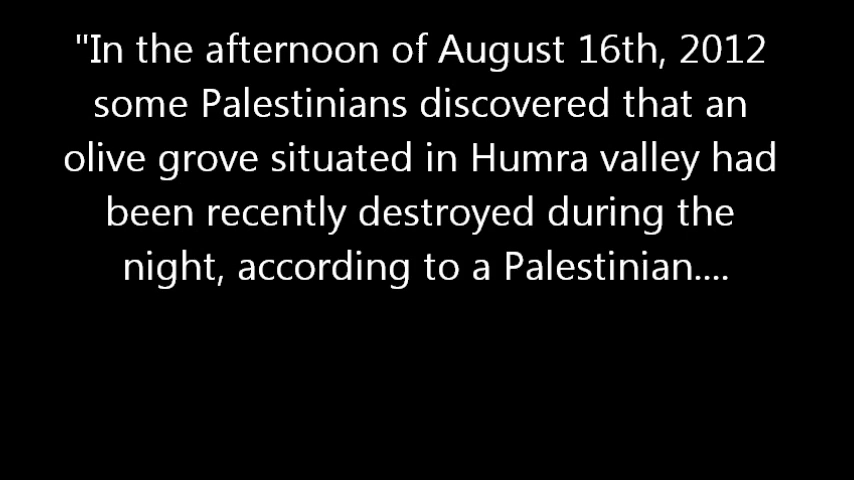 "In the afternoon of August 16th, 2012
some Palestinians discovered that an
olive grove situated in Humra valley had
been recently destroyed during the
night, according to a Palestinian....